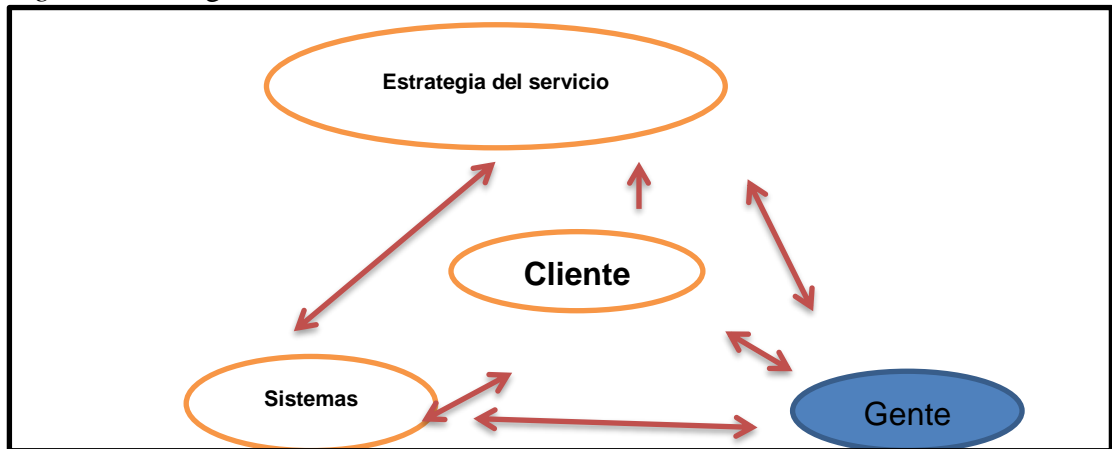 Estrategia del servicio
Cliente
Sistemas
Gente